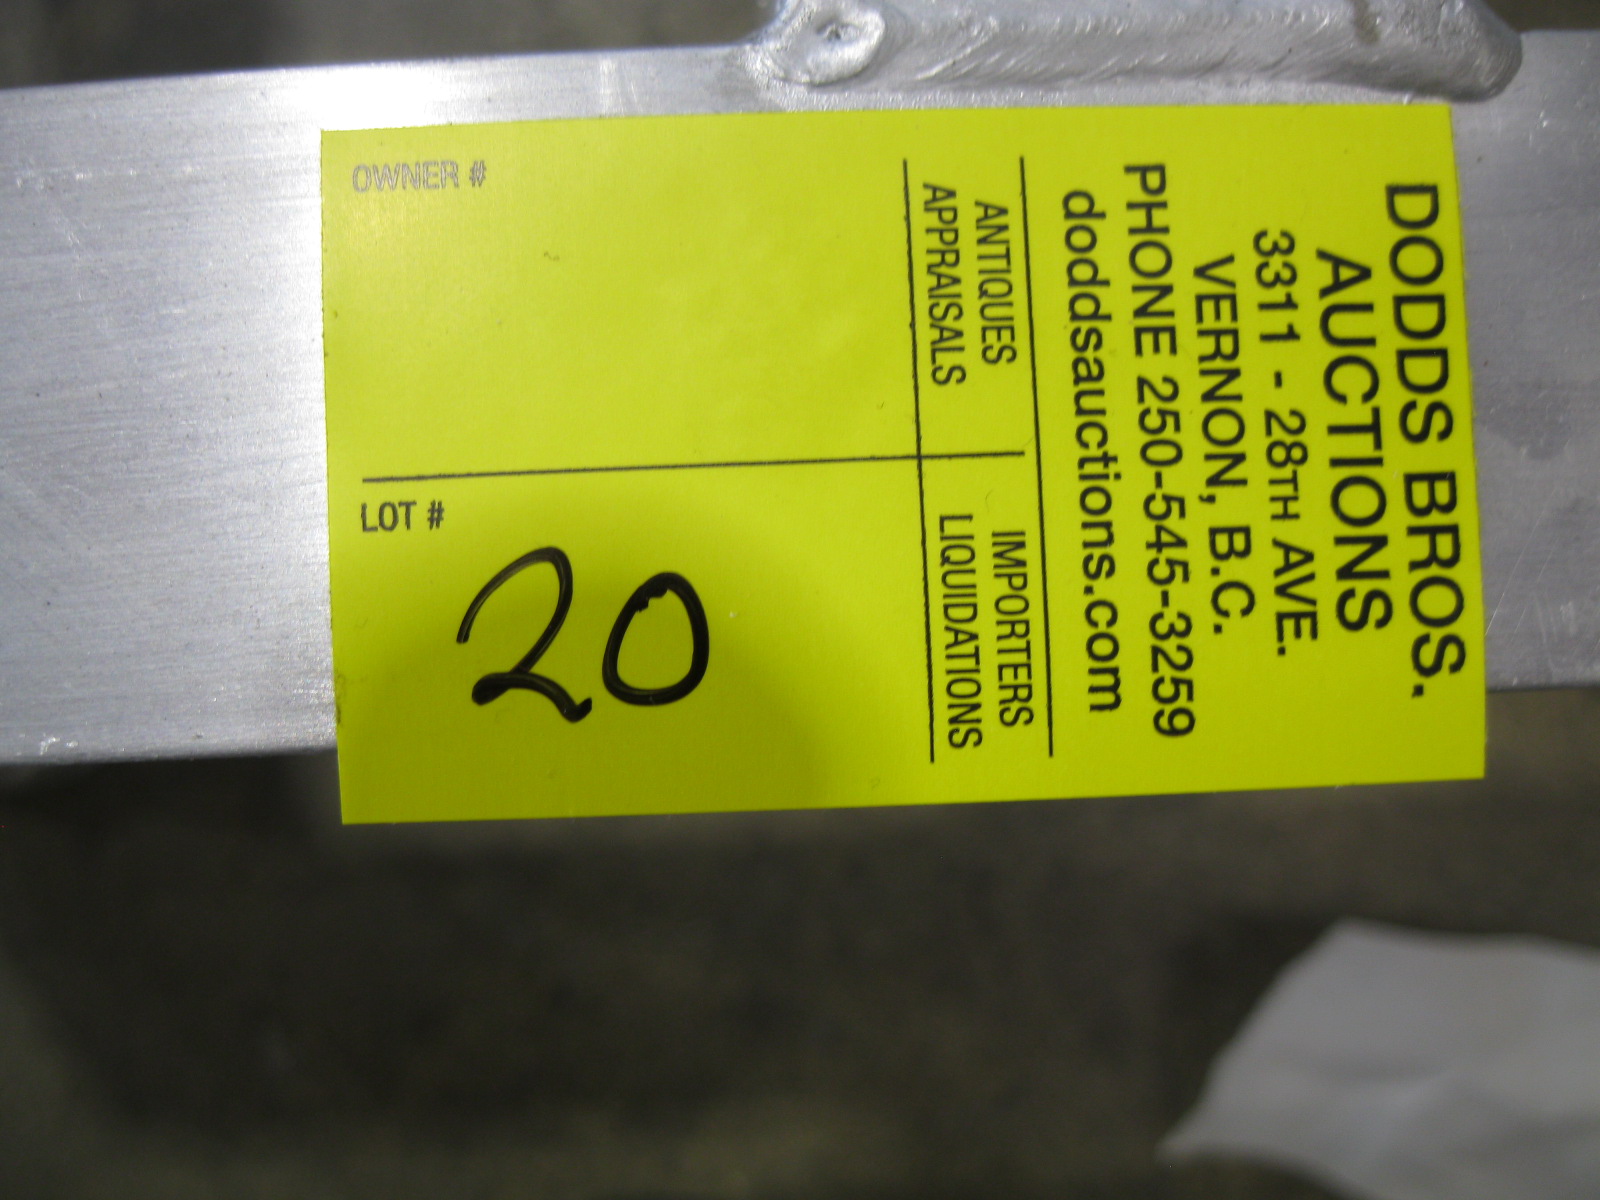 DODDS BROS.
AUCTIONS
3311 - 28TH AVE.
VERNON, B.C.
PHONE 250-545-3259
doddsauctions.com
ANTIQUES
APPRAISALS
IMPORTERS
LIQUIDATIONS
OWNER #
LOT #
20